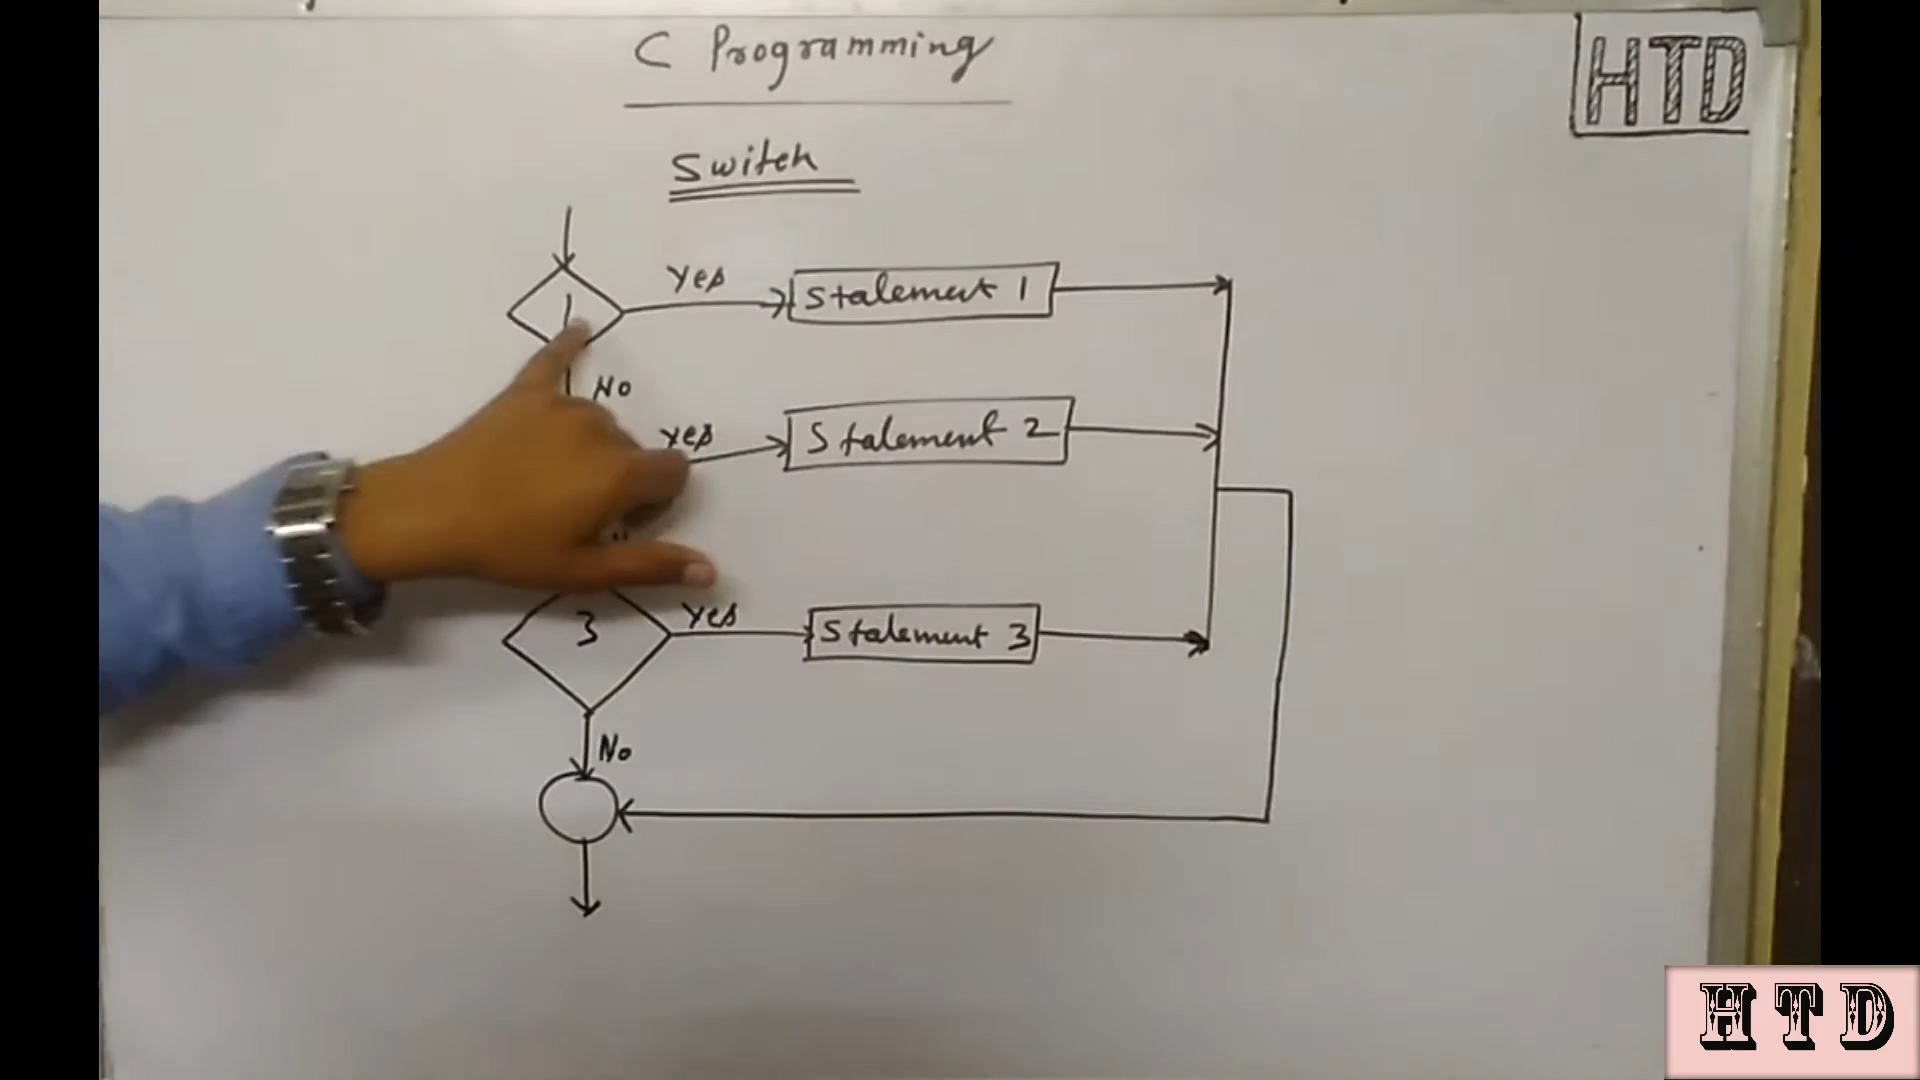 C Programming
HTD
Switch
1
Yes
Statement 1
No
Yes
Statement 2
3
Yes
Statement 3
No
HTD